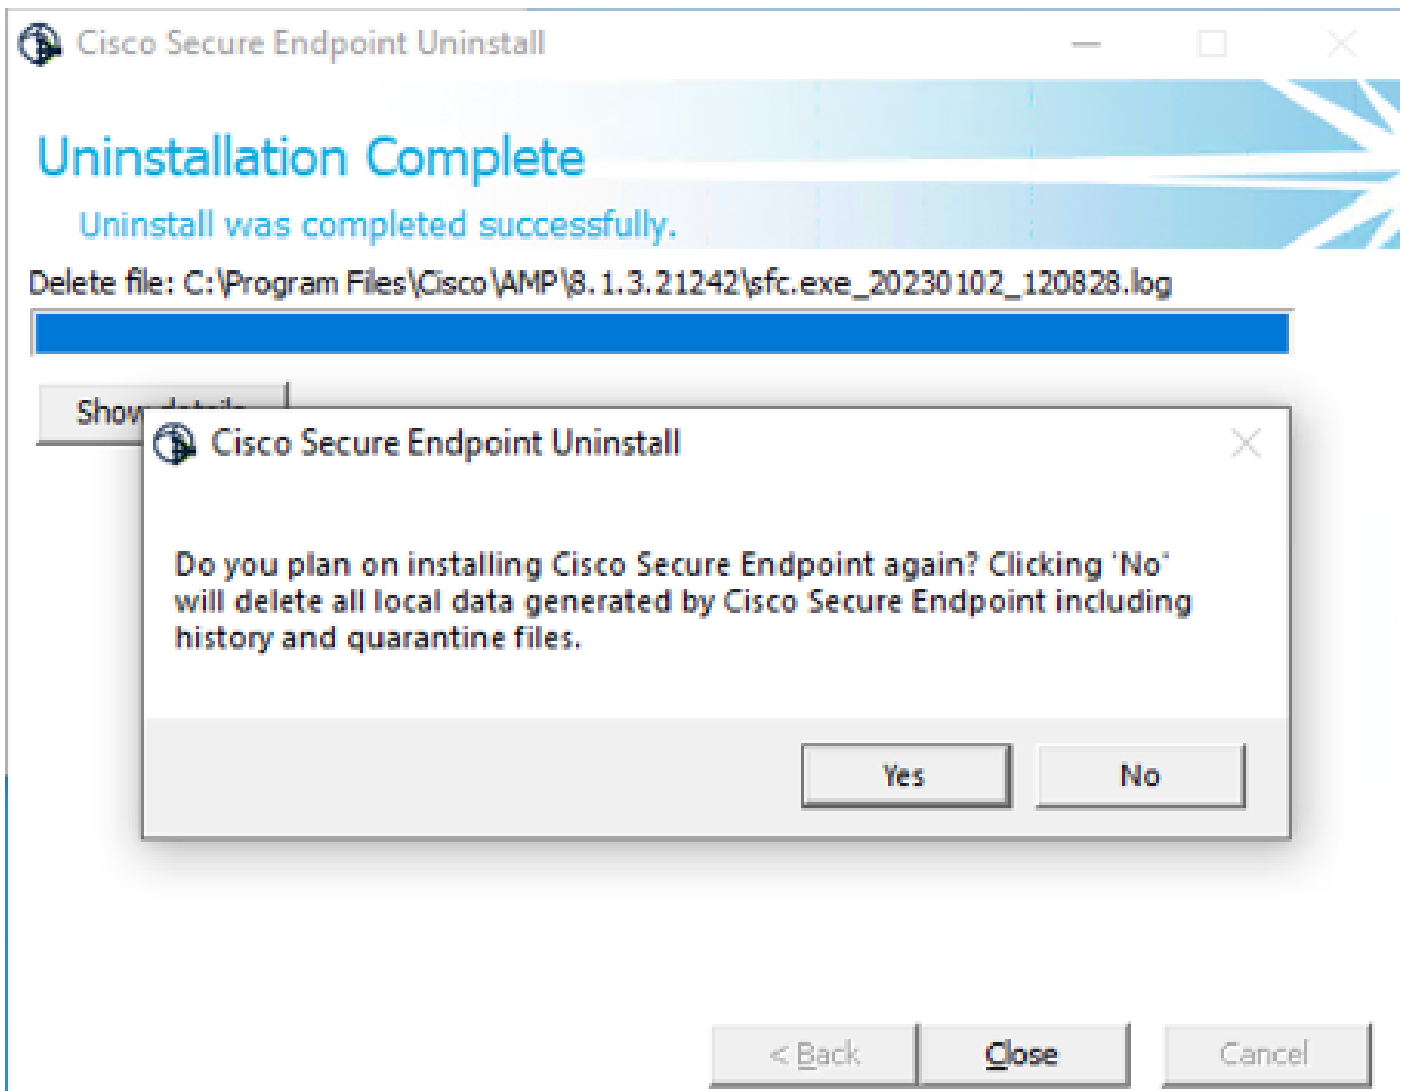 Cisco Secure Endpoint Uninstall
Uninstallation Complete
Uninstall was completed successfully.
Delete file: C:\Program Files\Cisco\AMP\8.1.3.21242\sfc.exe_20230102_120828.log
Show details
Cisco Secure Endpoint Uninstall
Do you plan on installing Cisco Secure Endpoint again? Clicking 'No'
will delete all local data generated by Cisco Secure Endpoint including
history and quarantine files.
Yes No
< Back Close Cancel